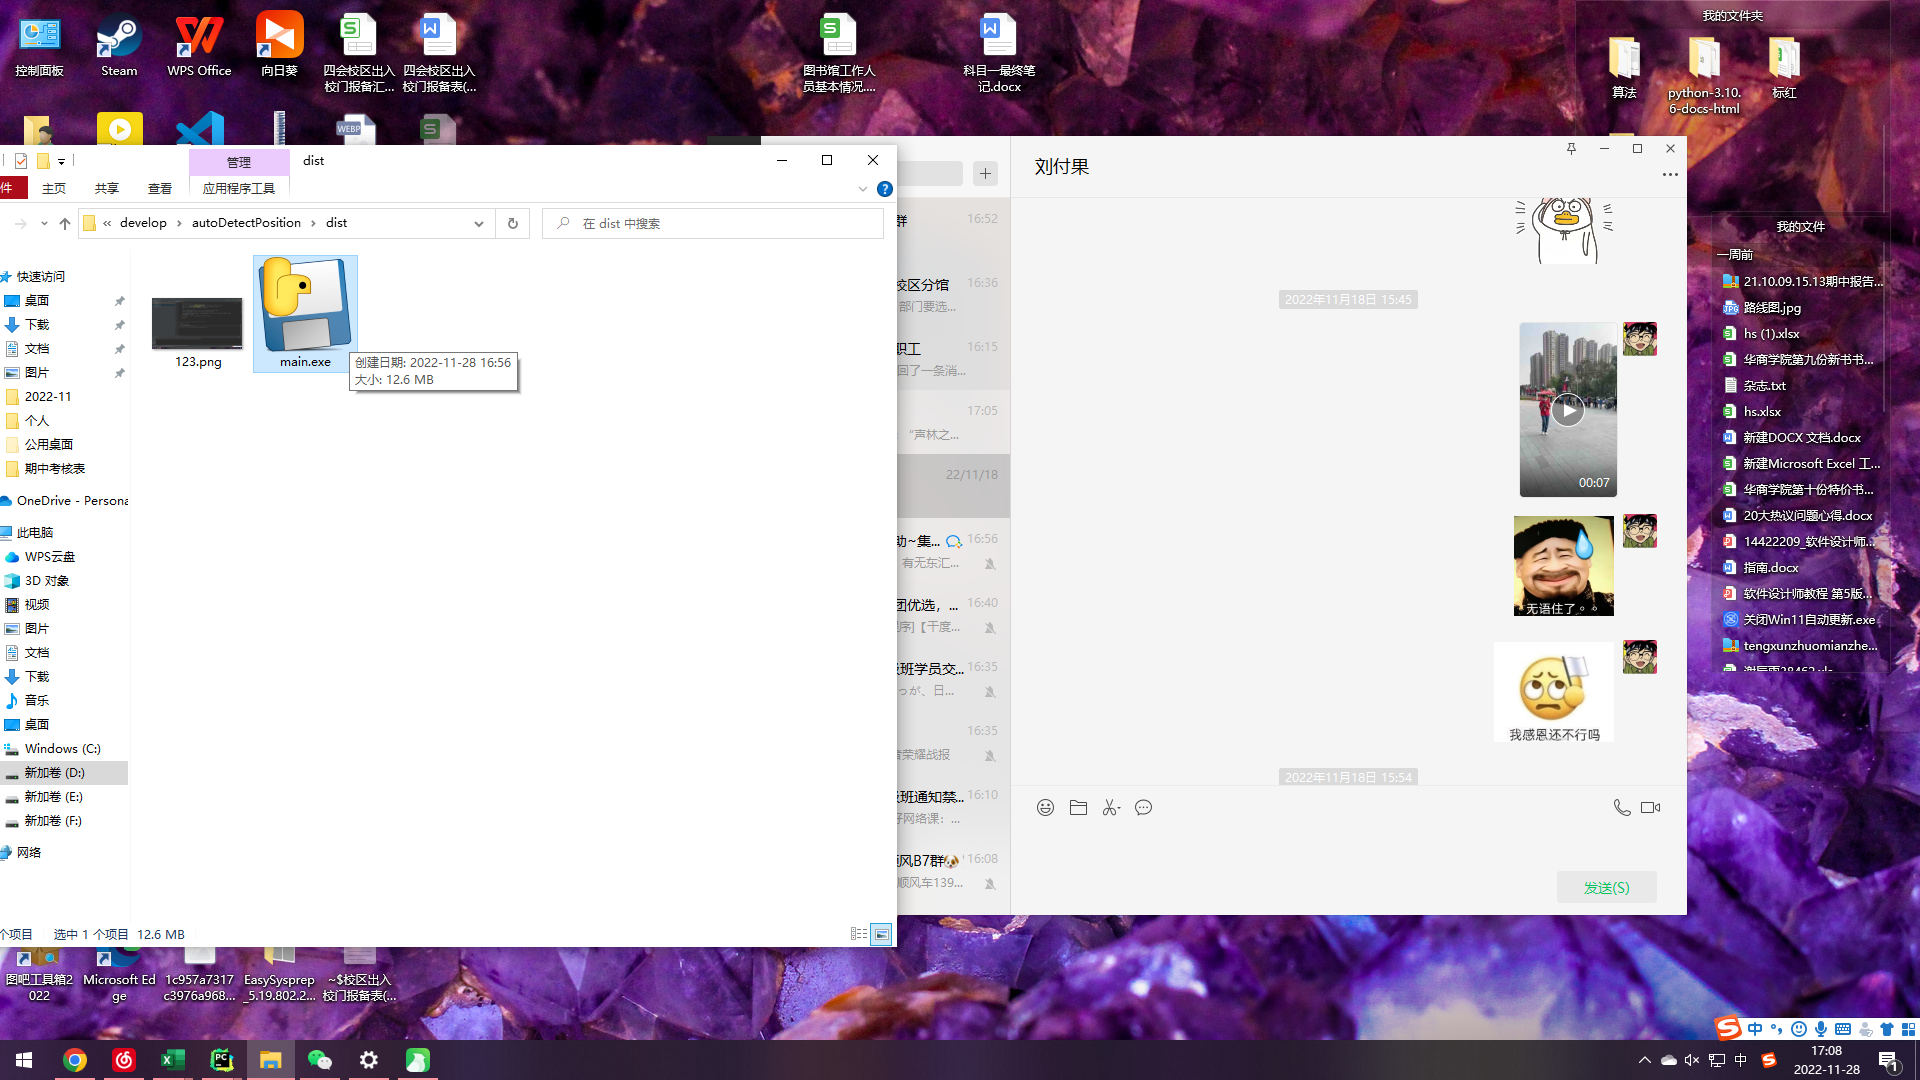 控制面板
Steam
WPS Office
向日葵
四会校区出入
校门报备汇...
四会校区出入
校门报备表(...
图书馆工作人
员基本情况....
科目一最终笔
记.docx
我的文件夹
算法
python-3.10.
6-docs-html
标红
WEBP
管理
dist
件
主页
共享
查看
应用程序工具
« develop › autoDetectPosition › dist
在 dist 中搜索
快速访问
桌面
下载
文档
图片
2022-11
个人
公用桌面
期中考核表
OneDrive - Persona
此电脑
WPS云盘
3D 对象
视频
图片
文档
下载
音乐
桌面
Windows (C:)
新加卷 (D:)
新加卷 (E:)
新加卷 (F:)
网络
123.png
main.exe
创建日期: 2022-11-28 16:56
大小: 12.6 MB
个项目
选中 1 个项目 12.6 MB
群
16:52
校区分馆
16:36
部门要选...
职工
16:15
回了一条消...
17:05
“声林之...
22/11/18
助~集...
16:56
有无东汇...
团优选，...
16:40
程序]【千度...
级班学员交...
16:35
っが、日...
16:35
者荣耀战报
级班通知禁...
16:10
好网络课：...
顺风B7群
16:08
顺风车139...
刘付果
2022年11月18日 15:45
00:07
无语住了。。
我感恩还不行吗
2022年11月18日 15:54
发送(S)
我的文件
一周前
21.10.09.15.13期中报告...
路线图.jpg
hs (1).xlsx
华商学院第九份新书书...
杂志.txt
hs.xlsx
新建DOCX 文档.docx
新建Microsoft Excel 工...
华商学院第十份特价书...
20大热议问题心得.docx
14422209_软件设计师...
指南.docx
软件设计师教程 第5版...
关闭Win11自动更新.exe
tengxunzhuomianzhe...
图吧工具箱2
022
Microsoft Ed
ge
1c957a7317
c3976a968...
EasySysprep
_5.19.802.2...
~$校区出入
校门报备表(...
中
中
17:08
2022-11-28
1